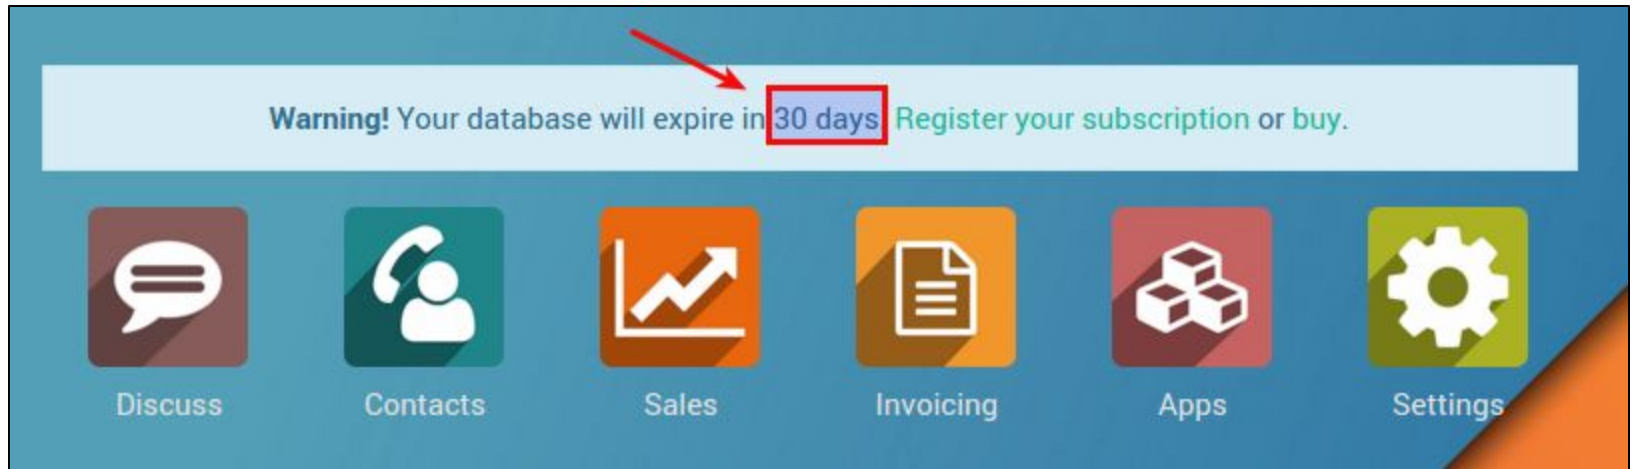 Warning! Your database will expire in 30 days. Register your subscription or buy.
Discuss
Contacts
Sales
Invoicing
Apps
Settings